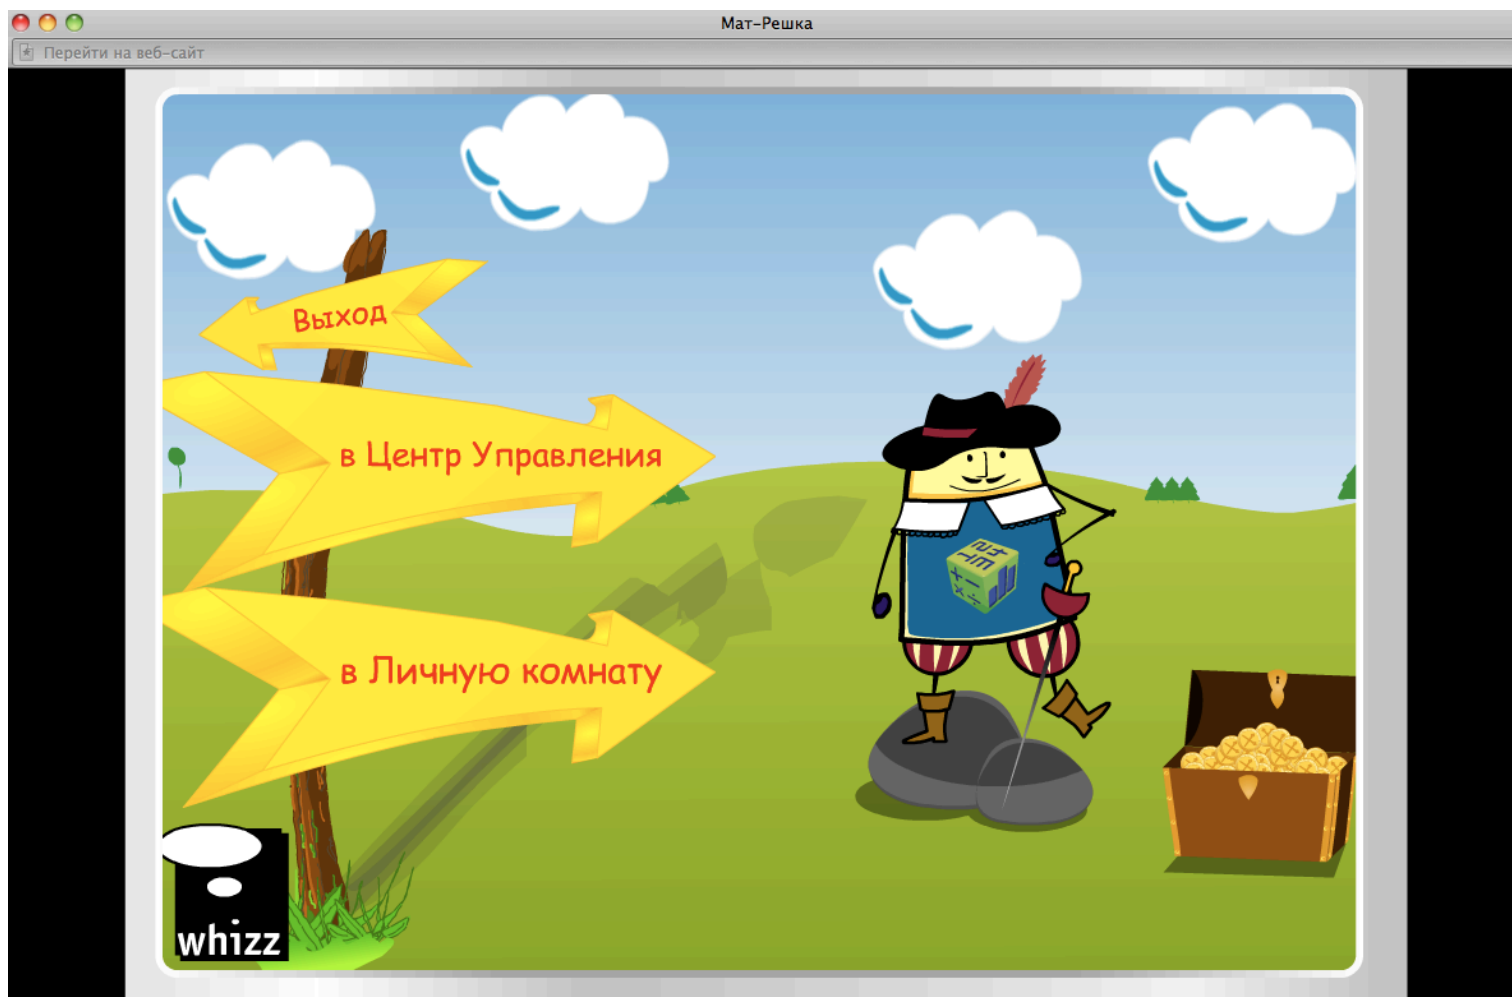 Мат-Решка
Перейти на веб-сайт
Выход
в Центр Управления
в Личную комнату
whizz